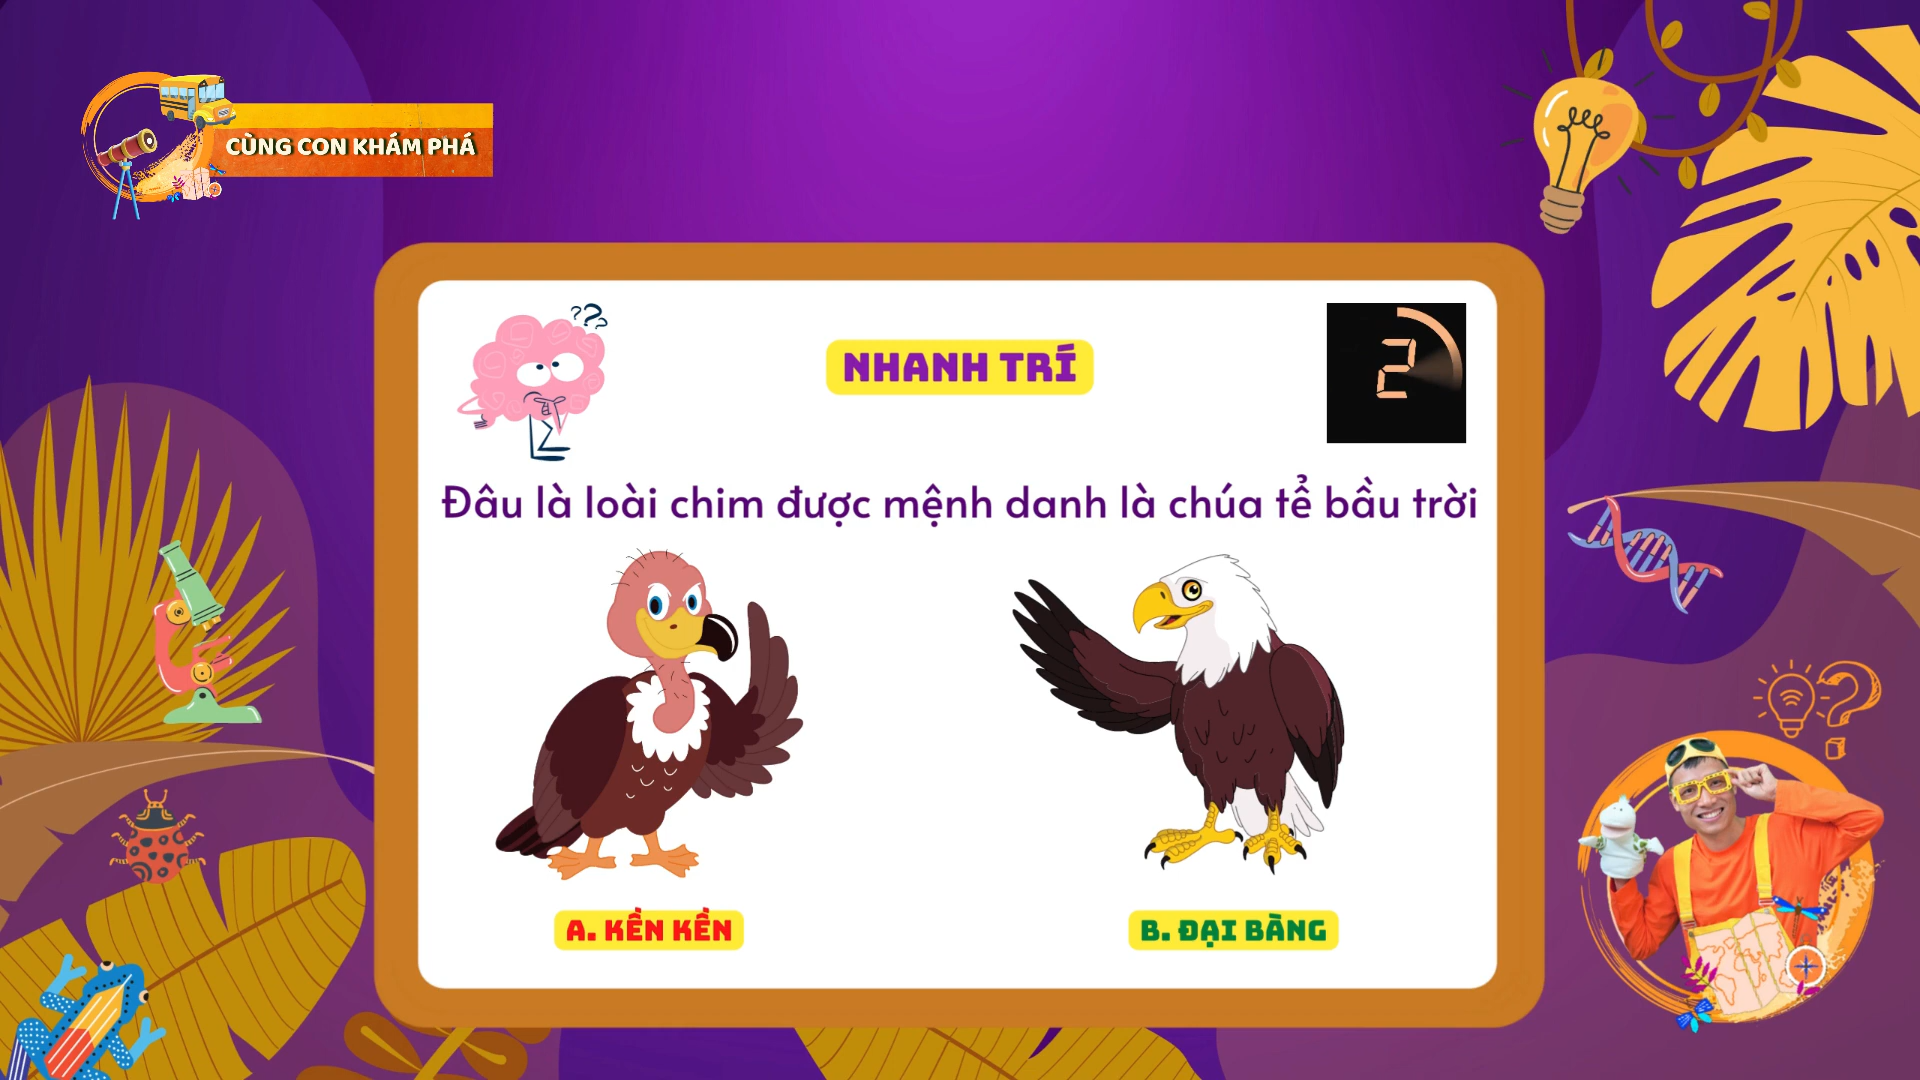 CÙNG CON KHÁM PHÁ
NHANH TRÍ
2
Đâu là loài chim được mệnh danh là chúa tể bầu trời
A. KỀN KỀN
B. ĐẠI BÀNG